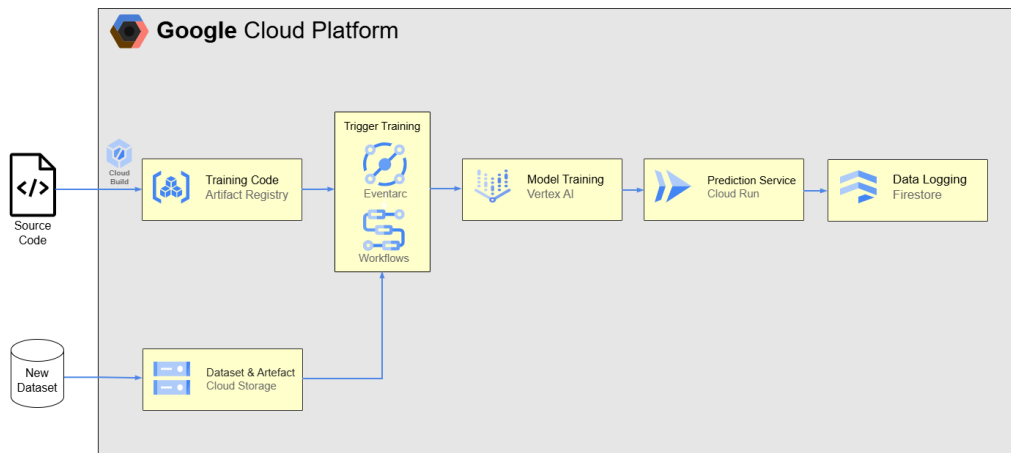 Google Cloud Platform
Cloud
Build
Source
Code
Training Code
Artifact Registry
Trigger Training
Eventarc
Workflows
Model Training
Vertex AI
Prediction Service
Cloud Run
Data Logging
Firestore
New
Dataset
Dataset & Artefact
Cloud Storage